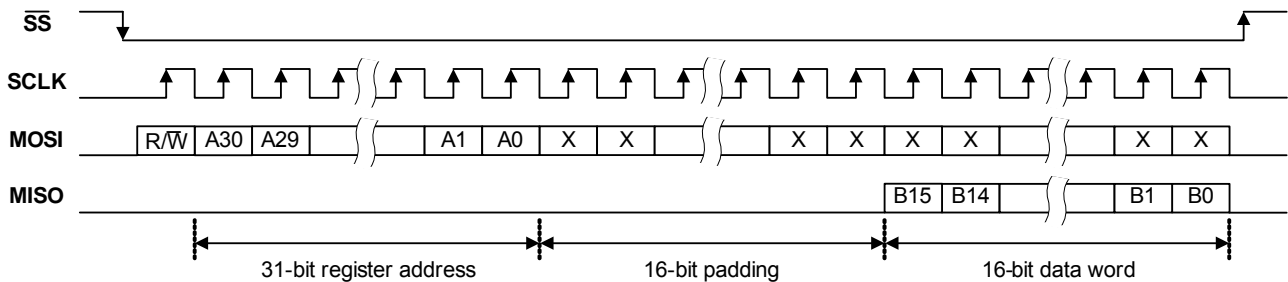 S̅S̅
SCLK
MOSI R/W̅ A30 A29 A1 A0 X X X X X X X X
MISO B15 B14 B1 B0
31-bit register address 16-bit padding 16-bit data word